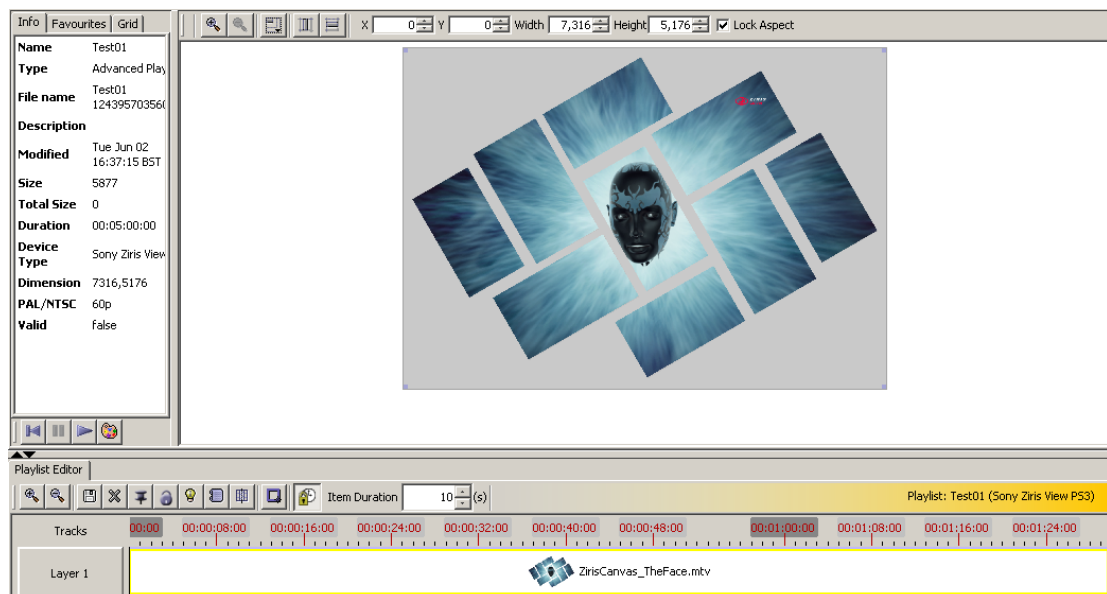 Info Favourites Grid
X 0 Y 0 Width 7,316 Height 5,176 Lock Aspect
Name Test01
Type Advanced Play
File name Test01
124395703560
Description
Modified Tue Jun 02
16:37:15 BST
Size 5877
Total Size 0
Duration 00:05:00:00
Device
Type Sony Ziris View
Dimension 7316,5176
PAL/NTSC 60p
Valid false
Playlist Editor
Item Duration 10 (s) Playlist: Test01 (Sony Ziris View PS3)
Tracks 00:00 00:00:08:00 00:00:16:00 00:00:24:00 00:00:32:00 00:00:40:00 00:00:48:00 00:01:00:00 00:01:08:00 00:01:16:00 00:01:24:00
Layer 1 ZirisCanvas_TheFace.mtv